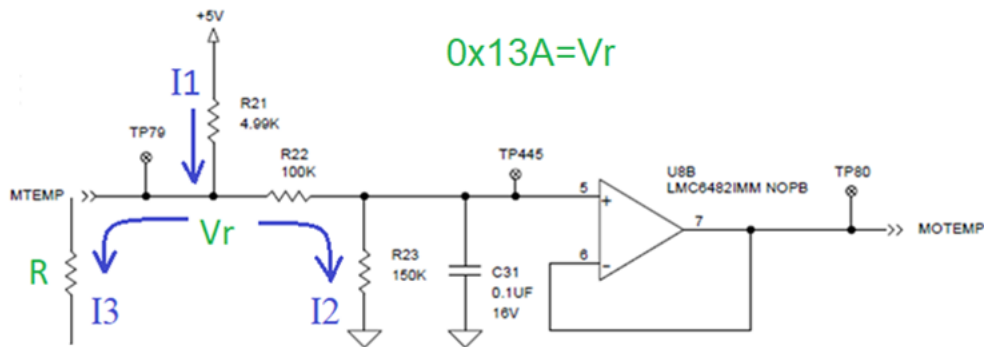 +5V
0x13A=Vr
I1
R21
4.99K
TP79
R22
100K
TP445
U8B
LMC6482IMM NOPB
TP80
MTEMP
5
+
7
MOTEMP
Vr
6
-
R
I3
I2
R23
150K
C31
0.1UF
16V